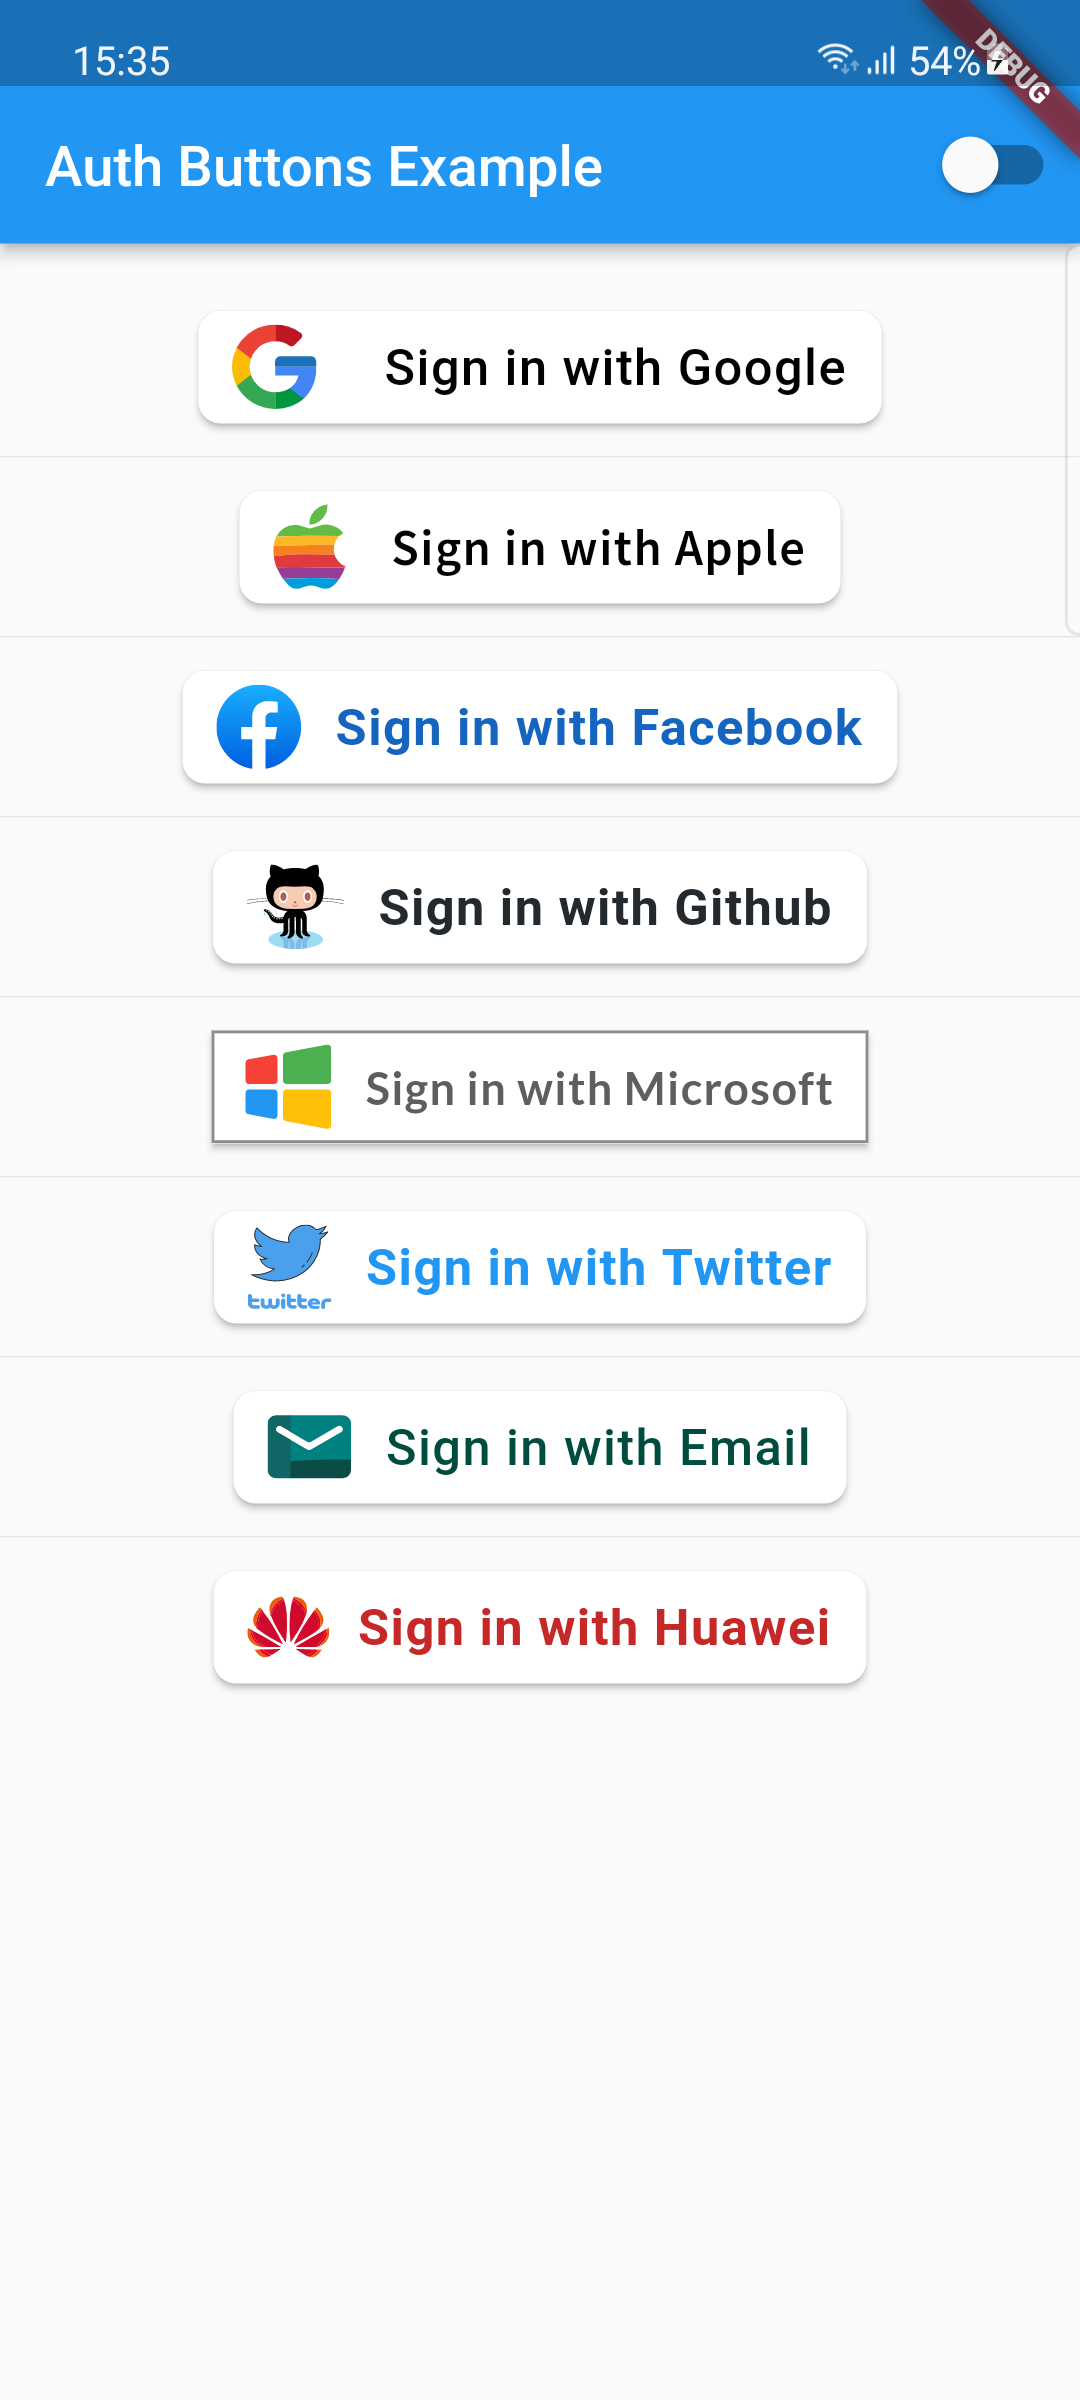 15:35
54%
DEBUG
Auth Buttons Example
Sign in with Google
Sign in with Apple
Sign in with Facebook
Sign in with Github
Sign in with Microsoft
twitter
Sign in with Twitter
Sign in with Email
Sign in with Huawei